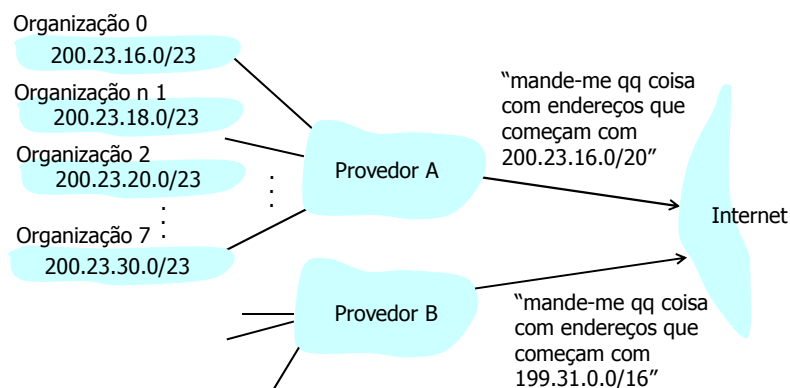 Organização 0
200.23.16.0/23
Organização n 1
200.23.18.0/23
Organização 2
200.23.20.0/23
Organização 7
200.23.30.0/23
Provedor A
“mande-me qq coisa
com endereços que
começam com
200.23.16.0/20”
Internet
Provedor B
“mande-me qq coisa
com endereços que
começam com
199.31.0.0/16”